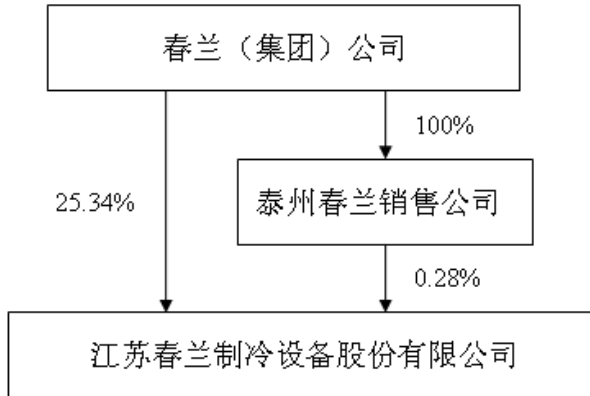 春兰（集团）公司
100%
25.34%
泰州春兰销售公司
0.28%
江苏春兰制冷设备股份有限公司